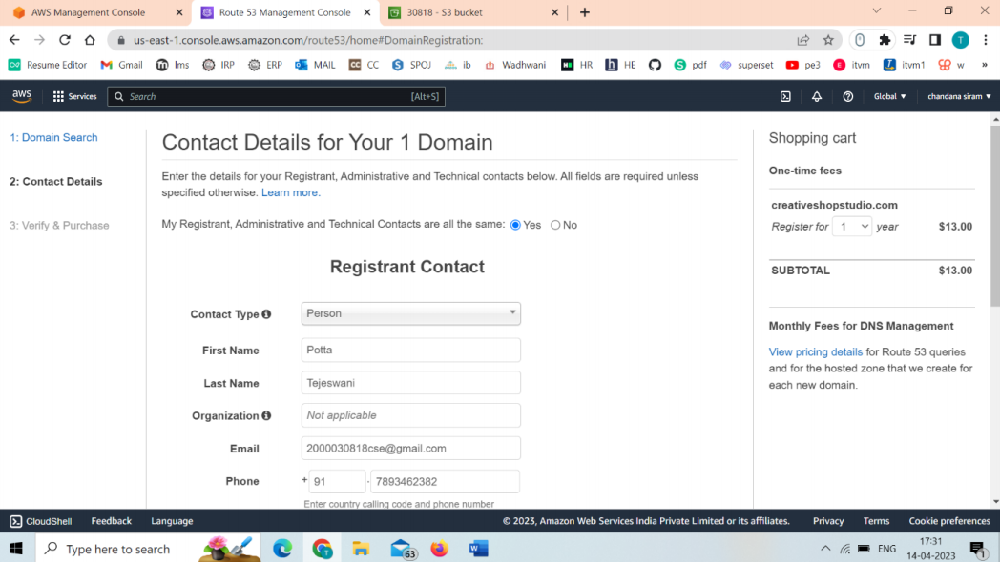 AWS Management Console
Route 53 Management Console
30818 - S3 bucket
us-east-1.console.aws.amazon.com/route53/home#DomainRegistration:
Resume Editor
Gmail
lms
IRP
ERP
MAIL
CC CC
SPOJ
ib
Wadhwani
HR
HE
pdf
superset
pe3
itvm
itvm1
w
aws
Services
Search
[Alt+S]
Global
chandana siram
1: Domain Search
2: Contact Details
3: Verify & Purchase
Contact Details for Your 1 Domain
Enter the details for your Registrant, Administrative and Technical contacts below. All fields are required unless
specified otherwise. Learn more.
My Registrant, Administrative and Technical Contacts are all the same: Yes No
Registrant Contact
Contact Type Person
First Name Potta
Last Name Tejeswani
Organization Not applicable
Email 2000030818cse@gmail.com
Phone + 91 . 7893462382
Enter country calling code and phone number
Shopping cart
One-time fees
creativeshopstudio.com
Register for 1 year $13.00
SUBTOTAL $13.00
Monthly Fees for DNS Management
View pricing details for Route 53 queries
and for the hosted zone that we create for
each new domain.
CloudShell
Feedback
Language
© 2023, Amazon Web Services India Private Limited or its affiliates.
Privacy
Terms
Cookie preferences
Type here to search
63
ENG
17:31
14-04-2023
1